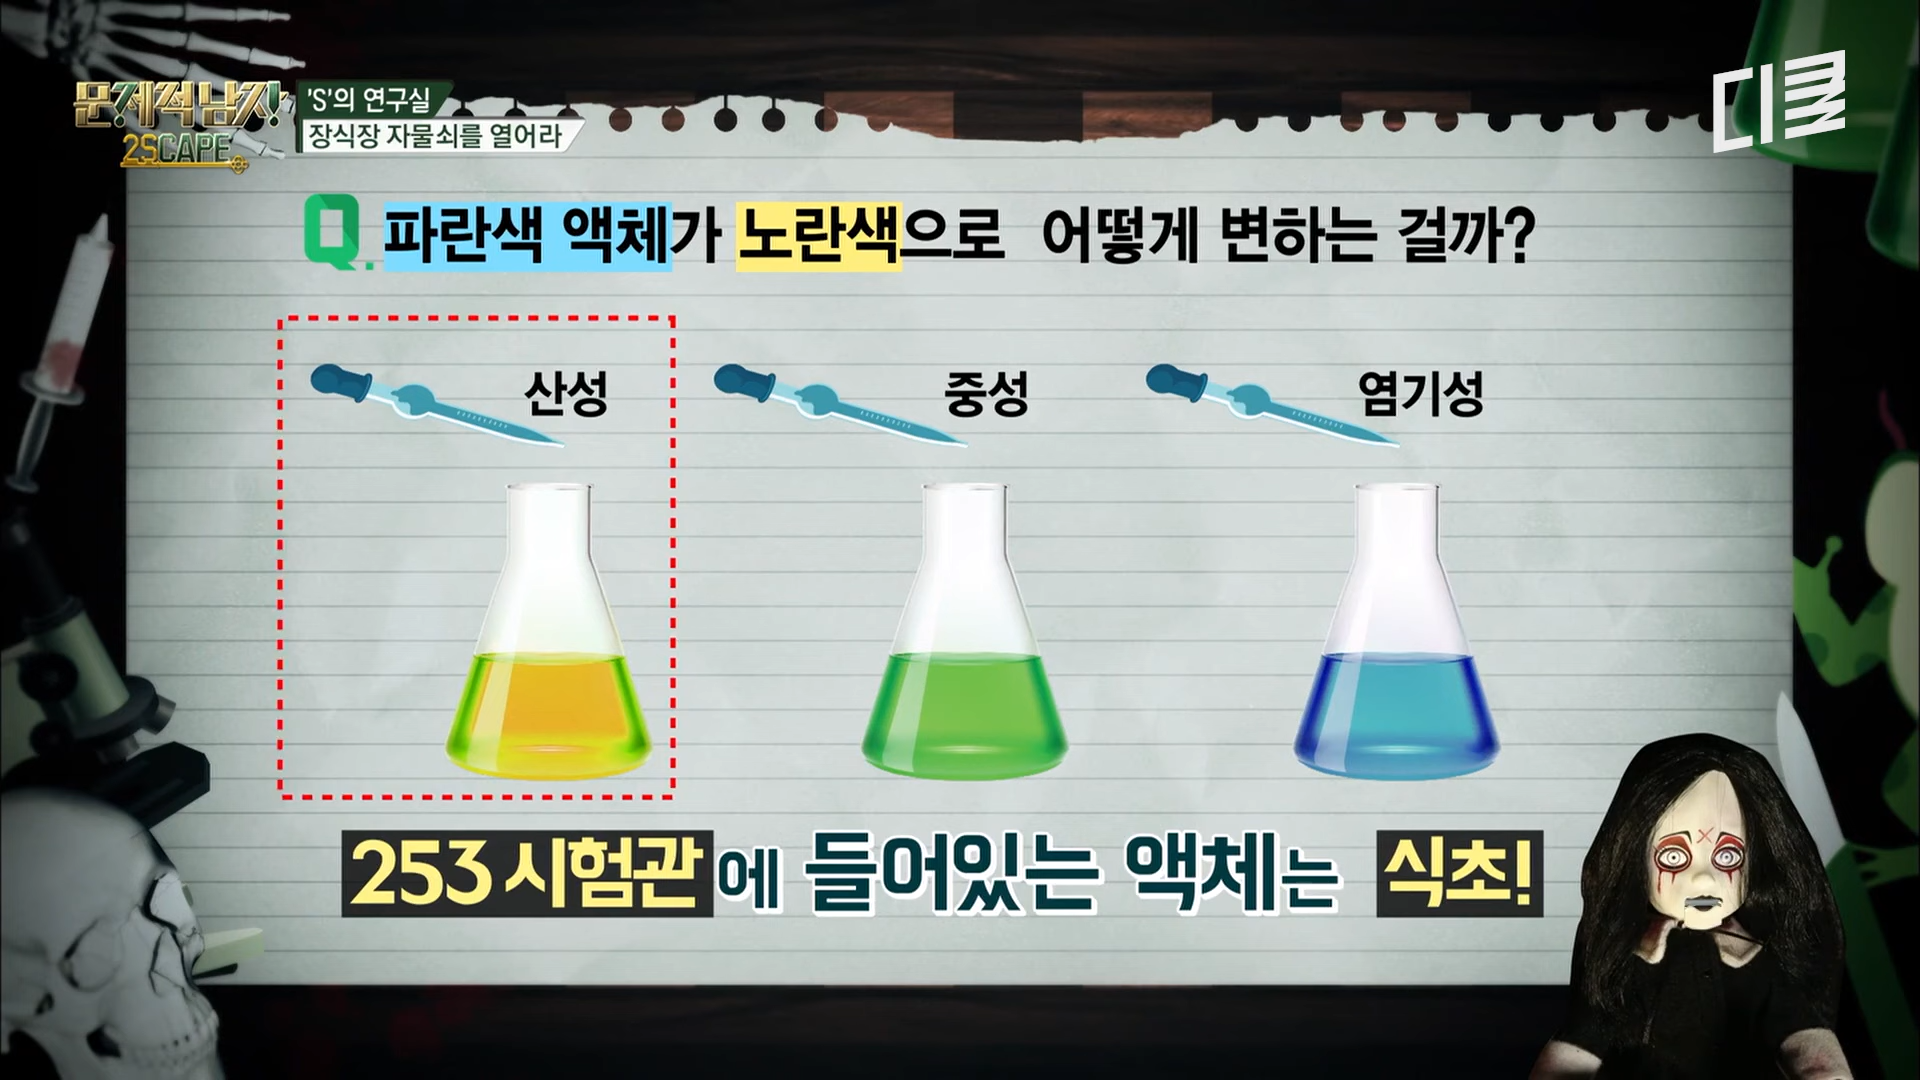 문제적남자!
2SCAPE
'S'의 연구실
장식장 자물쇠를 열어라
디글
Q. 파란색 액체가 노란색으로 어떻게 변하는 걸까?
산성
중성
염기성
253 시험관에 들어있는 액체는 식초!